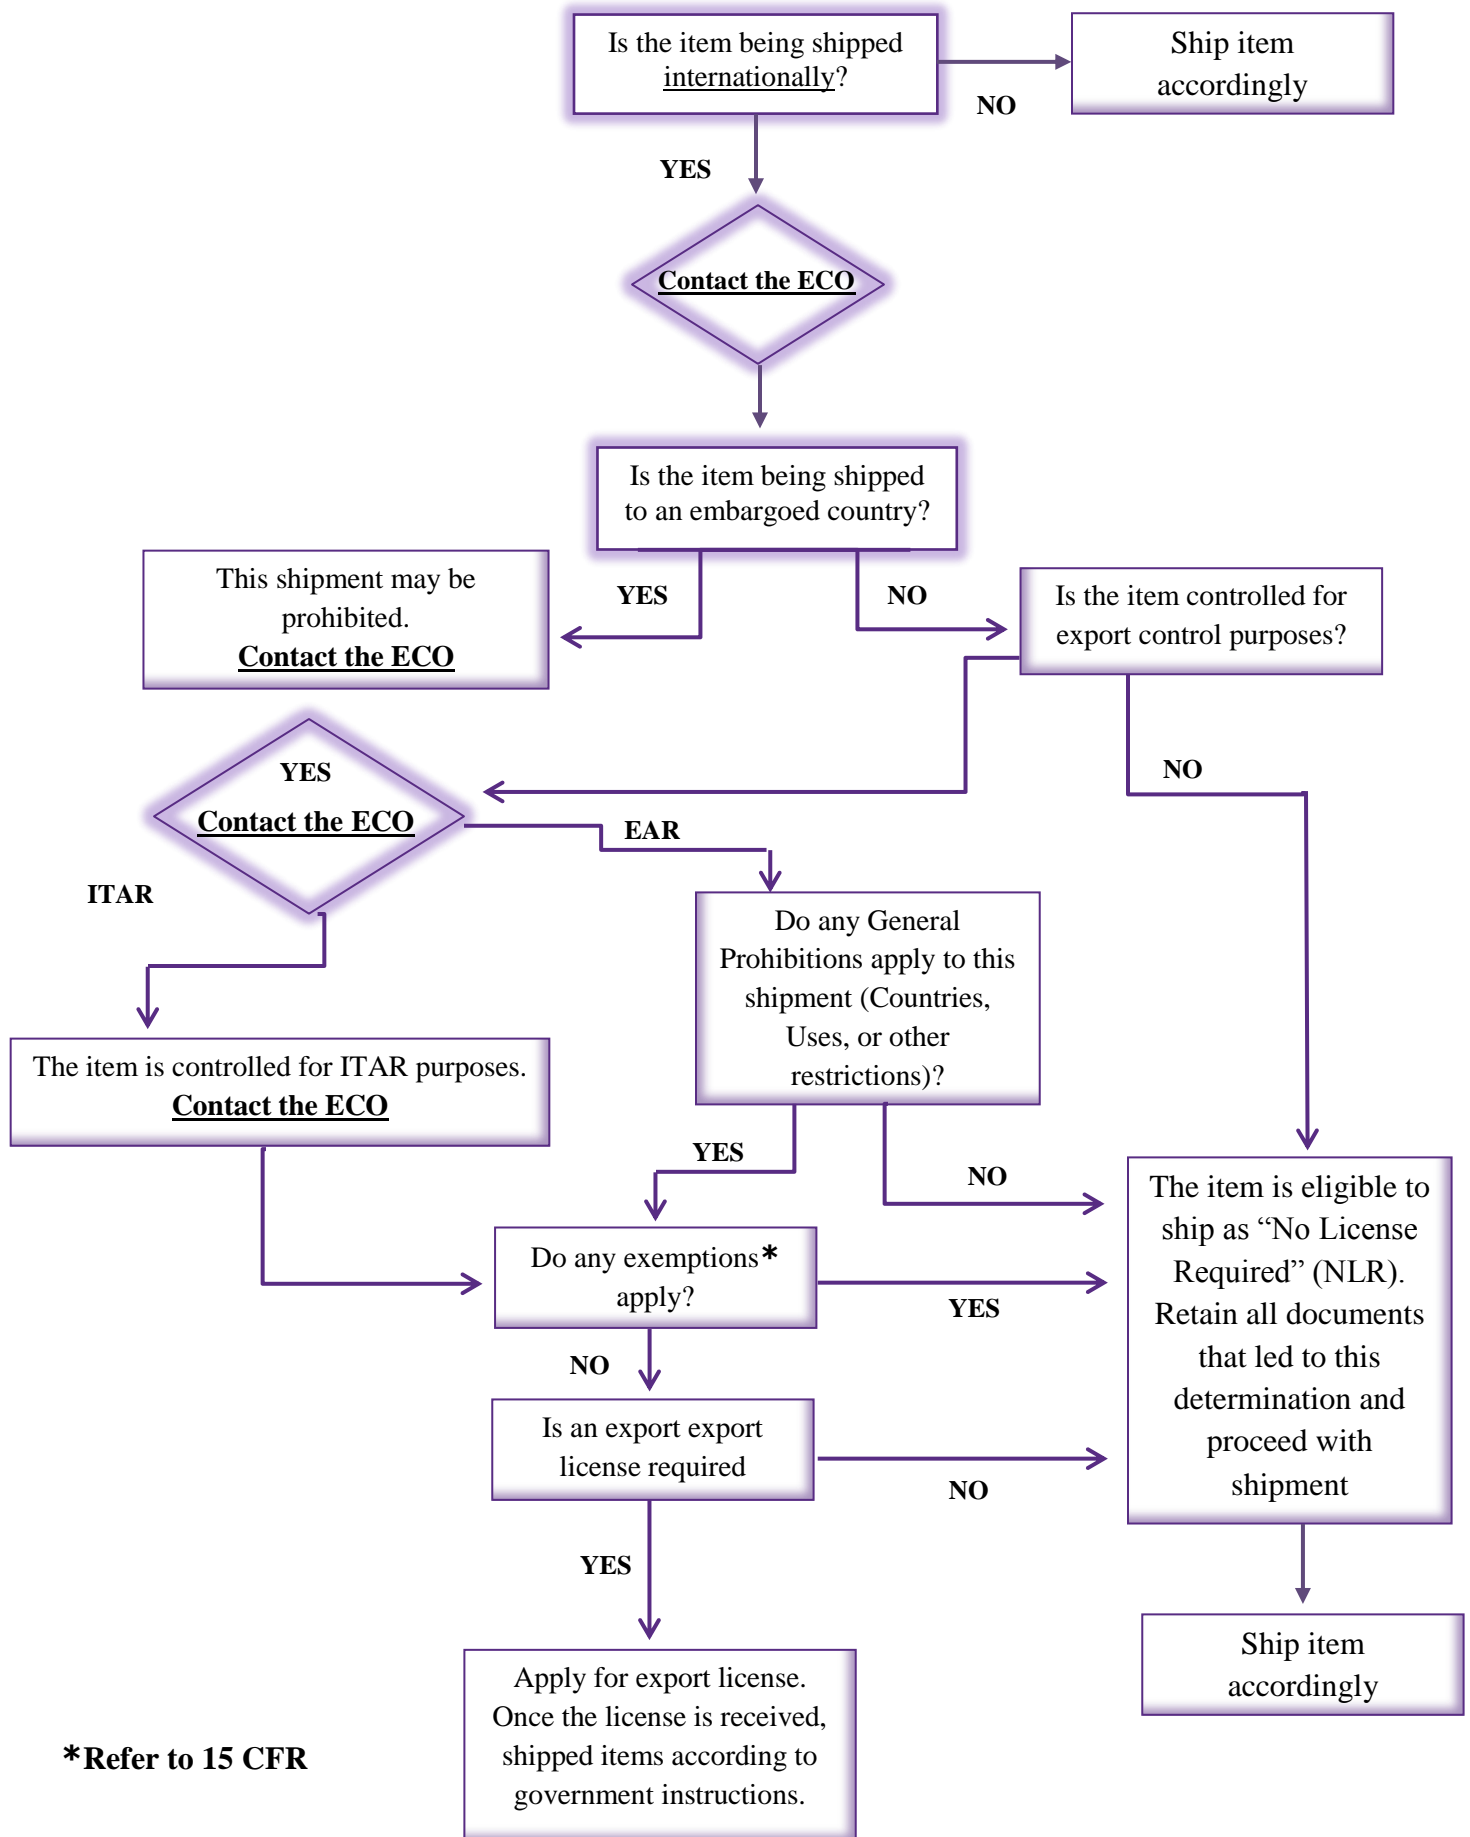 Is the item being shipped
internationally?
NO
Ship item
accordingly
YES
Contact the ECO
Is the item being shipped
to an embargoed country?
YES
NO
This shipment may be
prohibited.
Contact the ECO
Is the item controlled for
export control purposes?
YES
Contact the ECO
NO
EAR
ITAR
Do any General
Prohibitions apply to this
shipment (Countries,
Uses, or other
restrictions)?
The item is controlled for ITAR purposes.
Contact the ECO
YES
NO
The item is eligible to
ship as “No License
Required” (NLR).
Retain all documents
that led to this
determination and
proceed with
shipment
Do any exemptions*
apply?
YES
NO
Is an export export
license required
NO
YES
Ship item
accordingly
Apply for export license.
Once the license is received,
shipped items according to
government instructions.
*Refer to 15 CFR